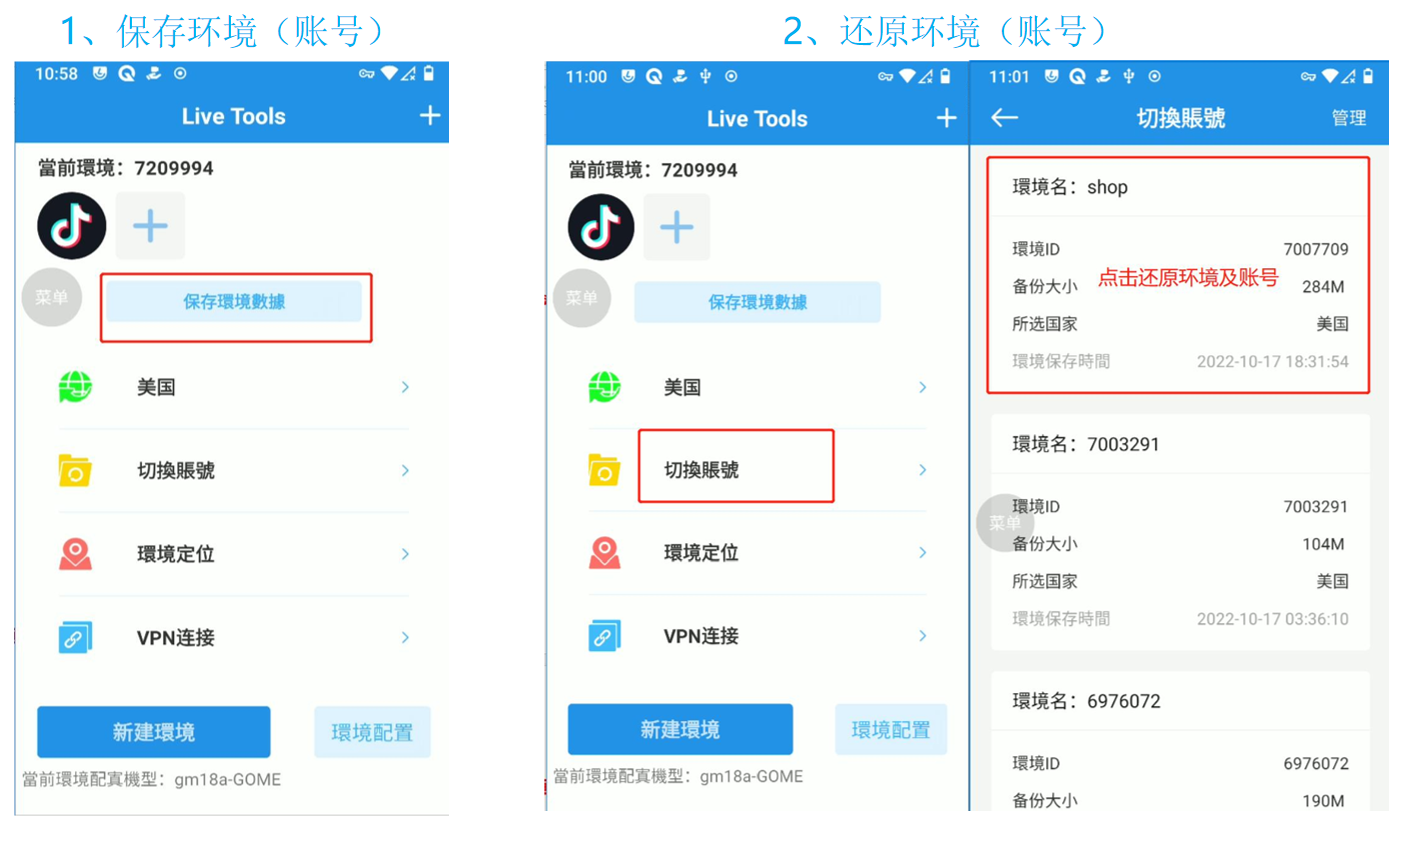 1、保存环境（账号）
10:58
Live Tools
當前環境：7209994
菜单
保存環境數據
美国
切換賬號
環境定位
VPN连接
新建環境
環境配置
當前環境配寘機型：gm18a-GOME
2、还原环境（账号）
11:00
Live Tools
當前環境：7209994
菜单
保存環境數據
美国
切換賬號
環境定位
VPN连接
新建環境
環境配置
當前環境配寘機型：gm18a-GOME
11:01
切換賬號
管理
環境名：shop
環境ID 7007709
点击还原环境及账号
备份大小 284M
所选国家 美国
環境保存時間 2022-10-17 18:31:54
環境名：7003291
環境ID 7003291
菜单
备份大小 104M
所选国家 美国
環境保存時間 2022-10-17 03:36:10
環境名：6976072
環境ID 6976072
备份大小 190M